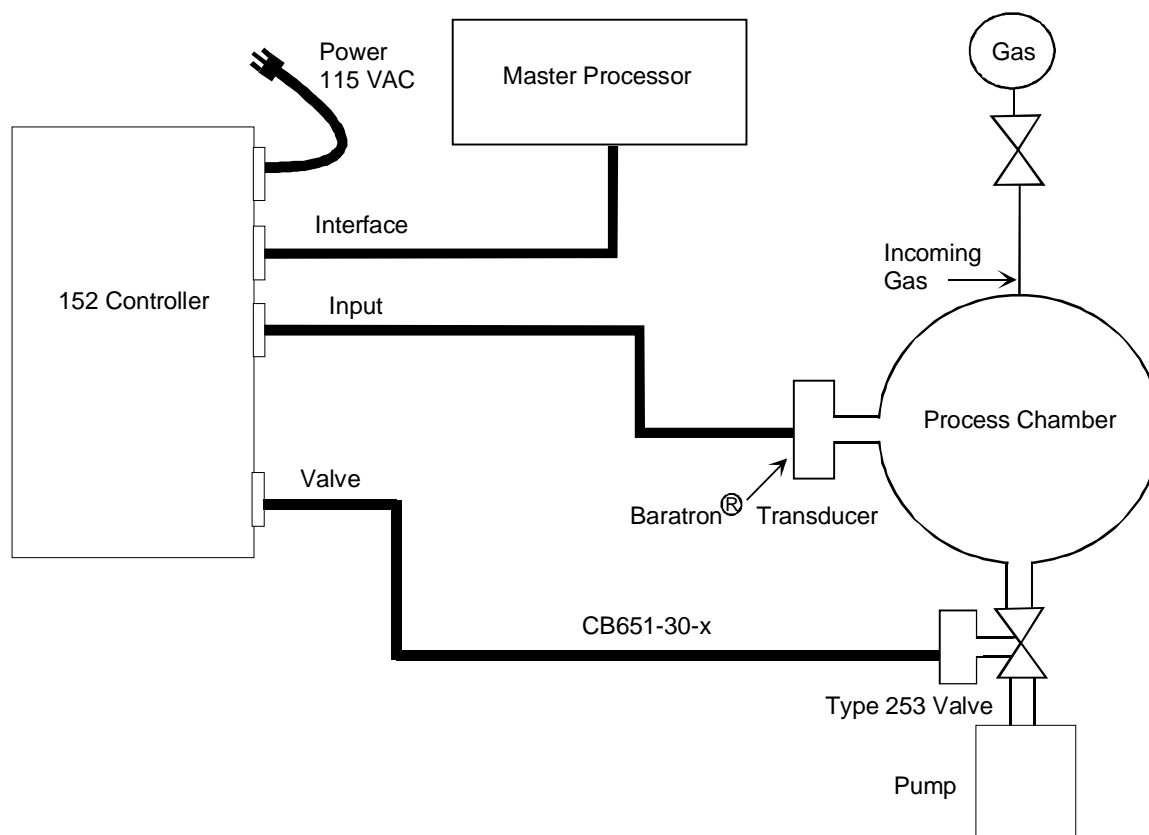 Power
115 VAC
Master Processor
Gas
Interface
Incoming
Gas
152 Controller
Input
Process Chamber
Valve
Baratron® Transducer
CB651-30-x
Type 253 Valve
Pump